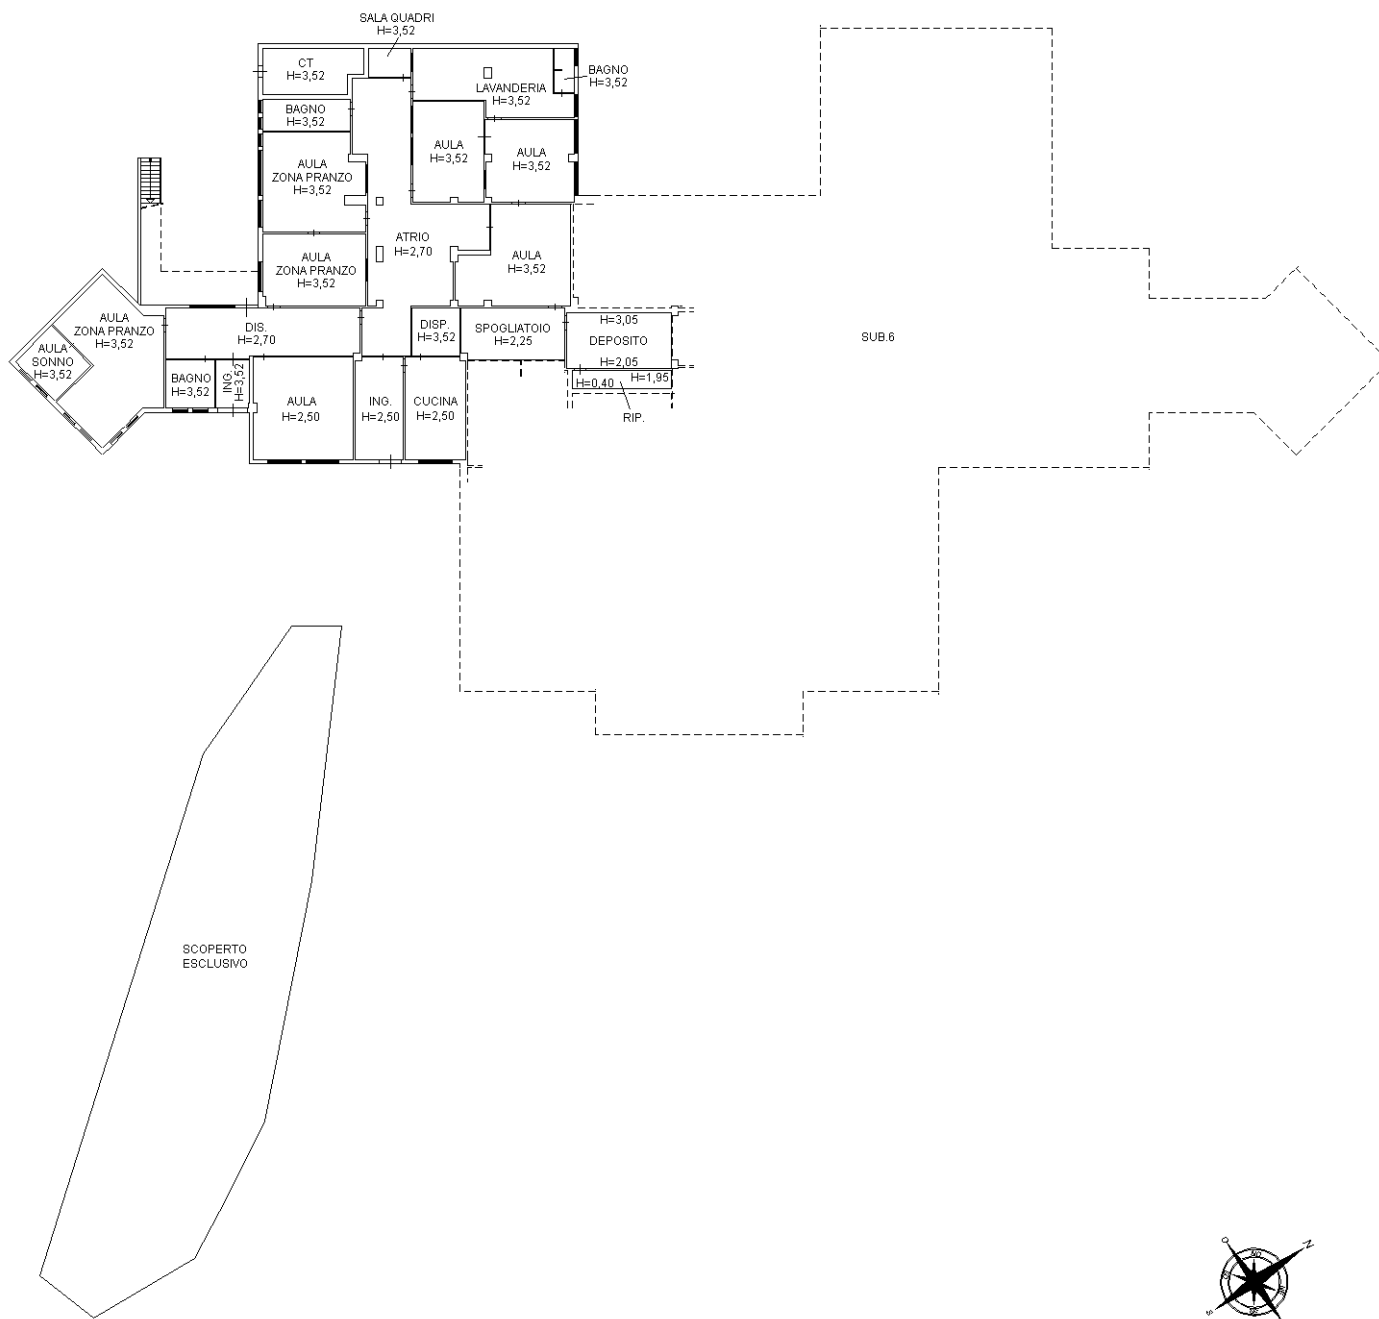 SALA QUADRI
H=3,52
CT
H=3,52
BAGNO
H=3,52
LAVANDERIA
H=3,52
BAGNO
H=3,52
AULA
H=3,52
AULA
H=3,52
AULA
ZONA PRANZO
H=3,52
ATRIO
H=2,70
AULA
H=3,52
AULA
ZONA PRANZO
H=3,52
AULA
ZONA PRANZO
H=3,52
AULA
SONNO
H=3,52
DIS.
H=2,70
DISP.
H=3,52
SPOGLIATOIO
H=2,25
H=3,05
DEPOSITO
H=2,05
H=0,40
H=1,95
RIP.
SUB.6
BAGNO
H=3,52
ING.
H=3,52
AULA
H=2,50
ING.
H=2,50
CUCINA
H=2,50
SCOPERTO
ESCLUSIVO
O
N
S